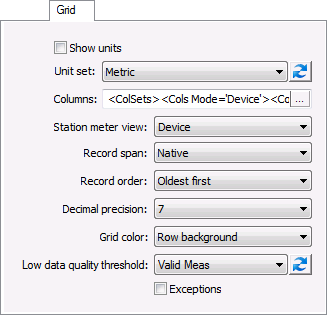 Grid
Show units
Unit set: Metric
Columns: <ColSets><Cols Mode='Device'><Cc ...
Station meter view: Device
Record span: Native
Record order: Oldest first
Decimal precision: 7
Grid color: Row background
Low data quality threshold: Valid Meas
Exceptions